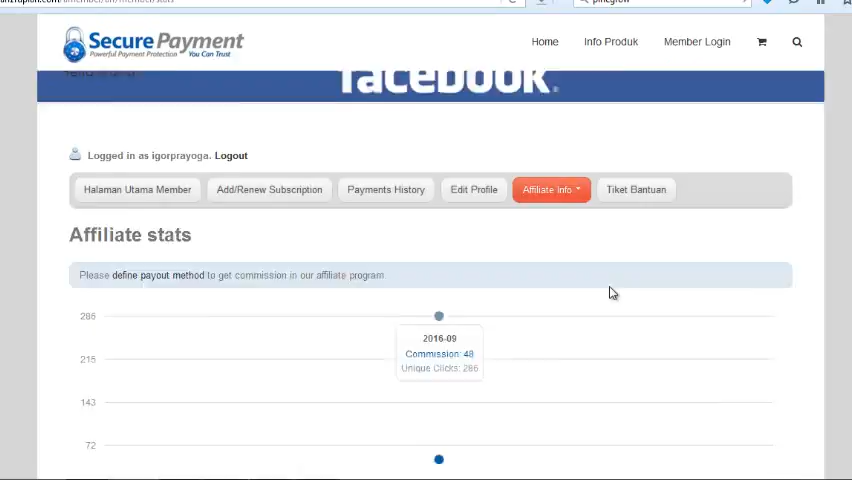 SecurePayment
Powerful Payment Protection You Can Trust
Home
Info Produk
Member Login
facebook.
Logged in as igorprayoga. Logout
Halaman Utama Member
Add/Renew Subscription
Payments History
Edit Profile
Affiliate Info
Tiket Bantuan
Affiliate stats
Please define payout method to get commission in our affiliate program
286
2016-09
Commission: 48
Unique Clicks: 286
215
143
72